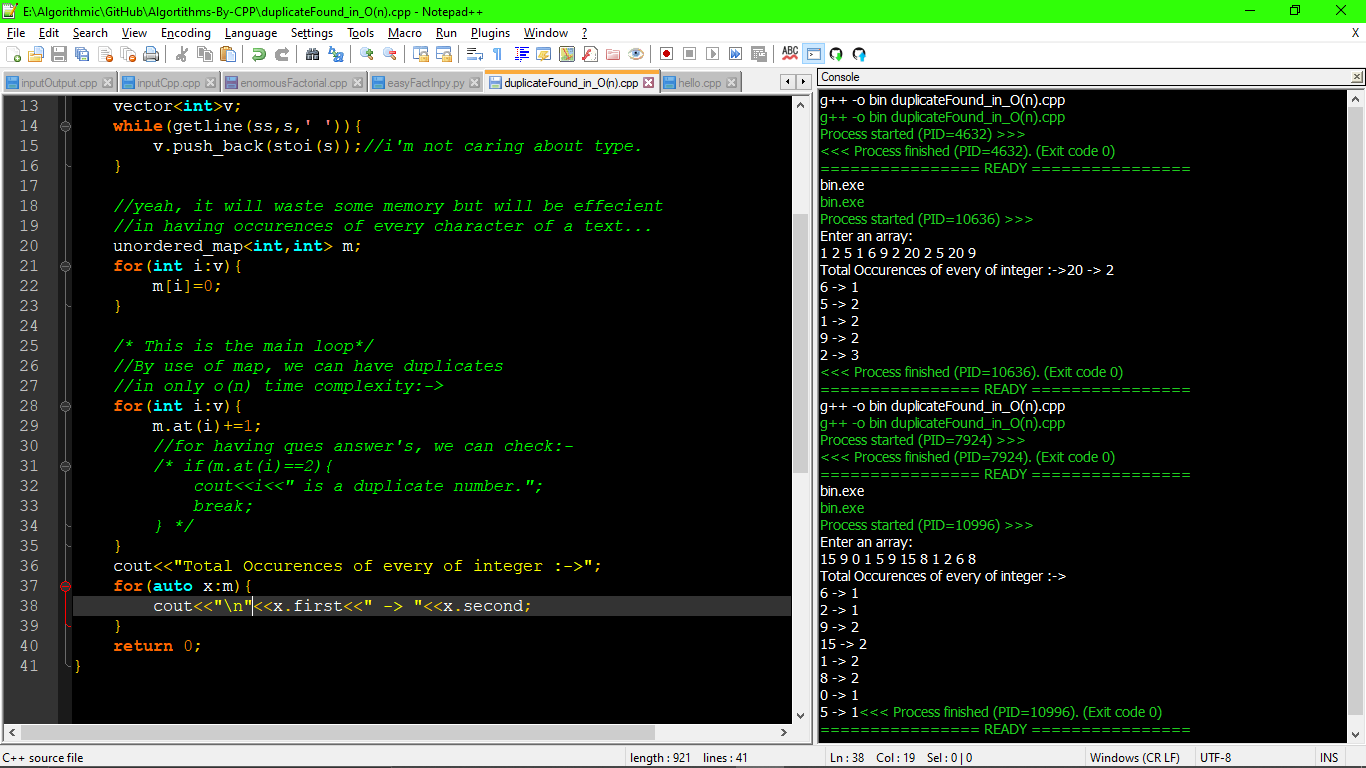 E:\Algorithmic\GitHub\Algortithms-By-CPP\duplicateFound_in_O(n).cpp - Notepad++
File Edit Search View Encoding Language Settings Tools Macro Run Plugins Window ? X
inputOutput.cpp inputCpp.cpp enormousFactorial.cpp easyFactInpy.py duplicateFound_in_O(n).cpp hello.cpp
13 vector<int>v;
14 while(getline(ss,s,' ')){
15 v.push_back(stoi(s));//i'm not caring about type.
16 }
17
18 //yeah, it will waste some memory but will be effecient
19 //in having occurences of every character of a text...
20 unordered_map<int,int> m;
21 for(int i:v){
22 m[i]=0;
23 }
24
25 /* This is the main loop*/
26 //By use of map, we can have duplicates
27 //in only o(n) time complexity:->
28 for(int i:v){
29 m.at(i)+=1;
30 //for having ques answer's, we can check:-
31 /* if(m.at(i)==2){
32 cout<<i<<" is a duplicate number.";
33 break;
34 } */
35 }
36 cout<<"Total Occurences of every of integer :->";
37 for(auto x:m){
38 cout<<"\n"<<x.first<<" -> "<<x.second;
39 }
40 return 0;
41 }
Console
g++ -o bin duplicateFound_in_O(n).cpp
g++ -o bin duplicateFound_in_O(n).cpp
Process started (PID=4632) >>>
<<< Process finished (PID=4632). (Exit code 0)
================ READY ================
bin.exe
bin.exe
Process started (PID=10636) >>>
Enter an array:
1 2 5 1 6 9 2 20 2 5 20 9
Total Occurences of every of integer :->20 -> 2
6 -> 1
5 -> 2
1 -> 2
9 -> 2
2 -> 3
<<< Process finished (PID=10636). (Exit code 0)
================ READY ================
g++ -o bin duplicateFound_in_O(n).cpp
g++ -o bin duplicateFound_in_O(n).cpp
Process started (PID=7924) >>>
<<< Process finished (PID=7924). (Exit code 0)
================ READY ================
bin.exe
bin.exe
Process started (PID=10996) >>>
Enter an array:
15 9 0 1 5 9 15 8 1 2 6 8
Total Occurences of every of integer :->
6 -> 1
2 -> 1
9 -> 2
15 -> 2
1 -> 2
8 -> 2
0 -> 1
5 -> 1<<< Process finished (PID=10996). (Exit code 0)
================ READY ================
C++ source file length : 921 lines : 41 Ln : 38 Col : 19 Sel : 0 | 0 Windows (CR LF) UTF-8 INS